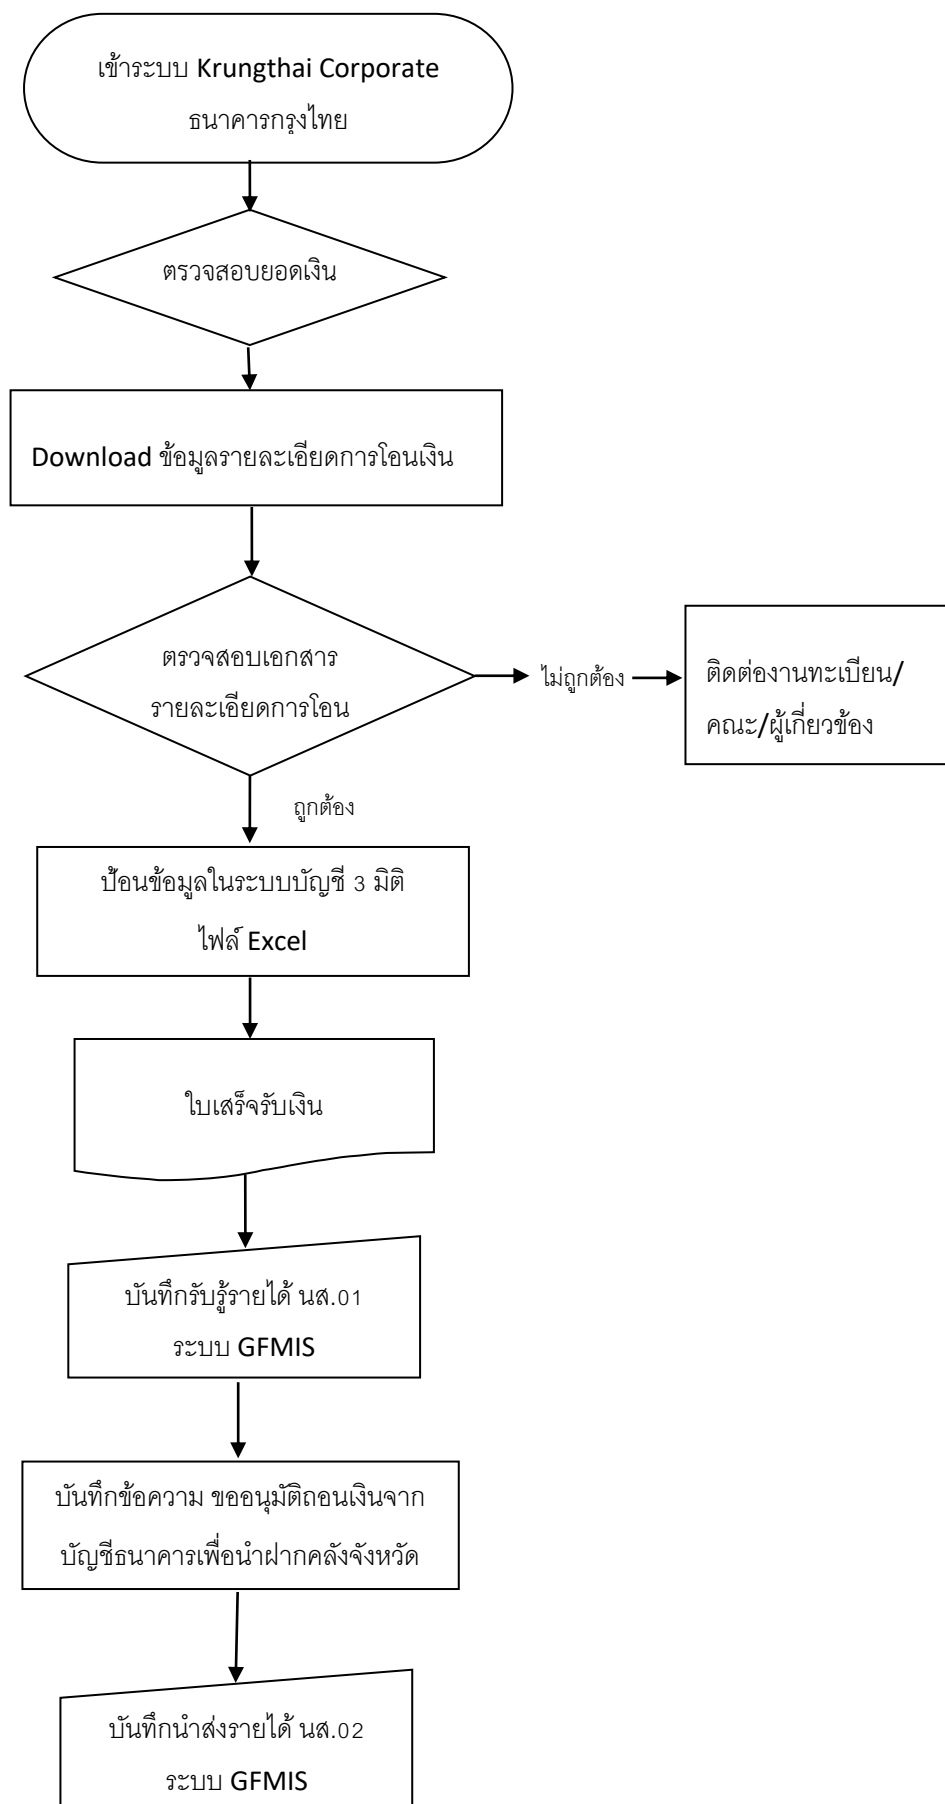 เข้าระบบ Krungthai Corporate
ธนาคารกรุงไทย
ตรวจสอบยอดเงิน
Download ข้อมูลรายละเอียดการโอนเงิน
ตรวจสอบเอกสาร
รายละเอียดการโอน
ไม่ถูกต้อง
ติดต่องานทะเบียน/
คณะ/ผู้เกี่ยวข้อง
ถูกต้อง
ป้อนข้อมูลในระบบบัญชี 3 มิติ
ไฟล์ Excel
ใบเสร็จรับเงิน
บันทึกรับรู้รายได้ นส.01
ระบบ GFMIS
บันทึกข้อความ ขออนุมัติถอนเงินจาก
บัญชีธนาคารเพื่อนำฝากคลังจังหวัด
บันทึกนำส่งรายได้ นส.02
ระบบ GFMIS